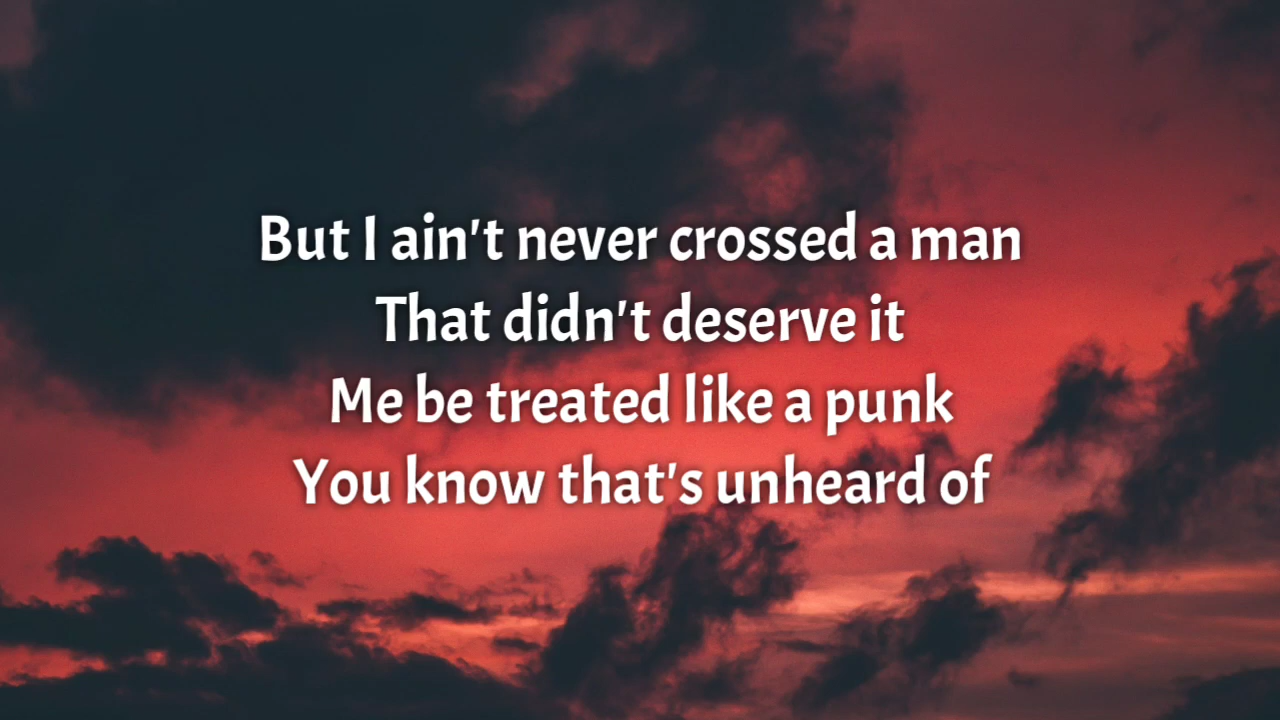 But I ain't never crossed a man
That didn't deserve it
Me be treated like a punk
You know that's unheard of